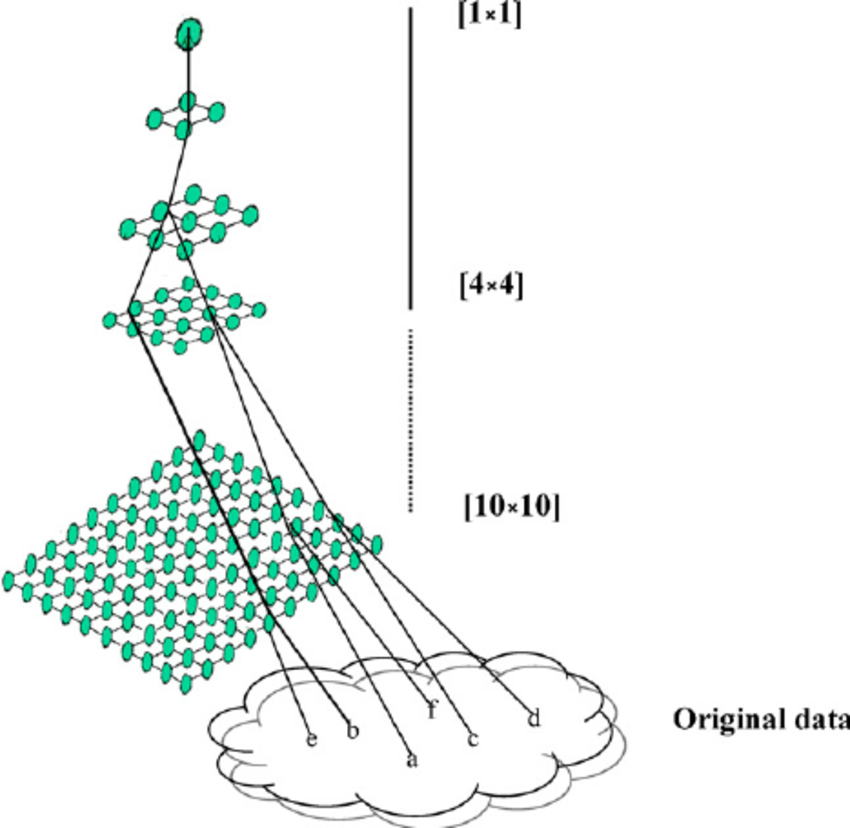 [1×1]
[4×4]
[10×10]
Original data
f
d
e
b
c
a